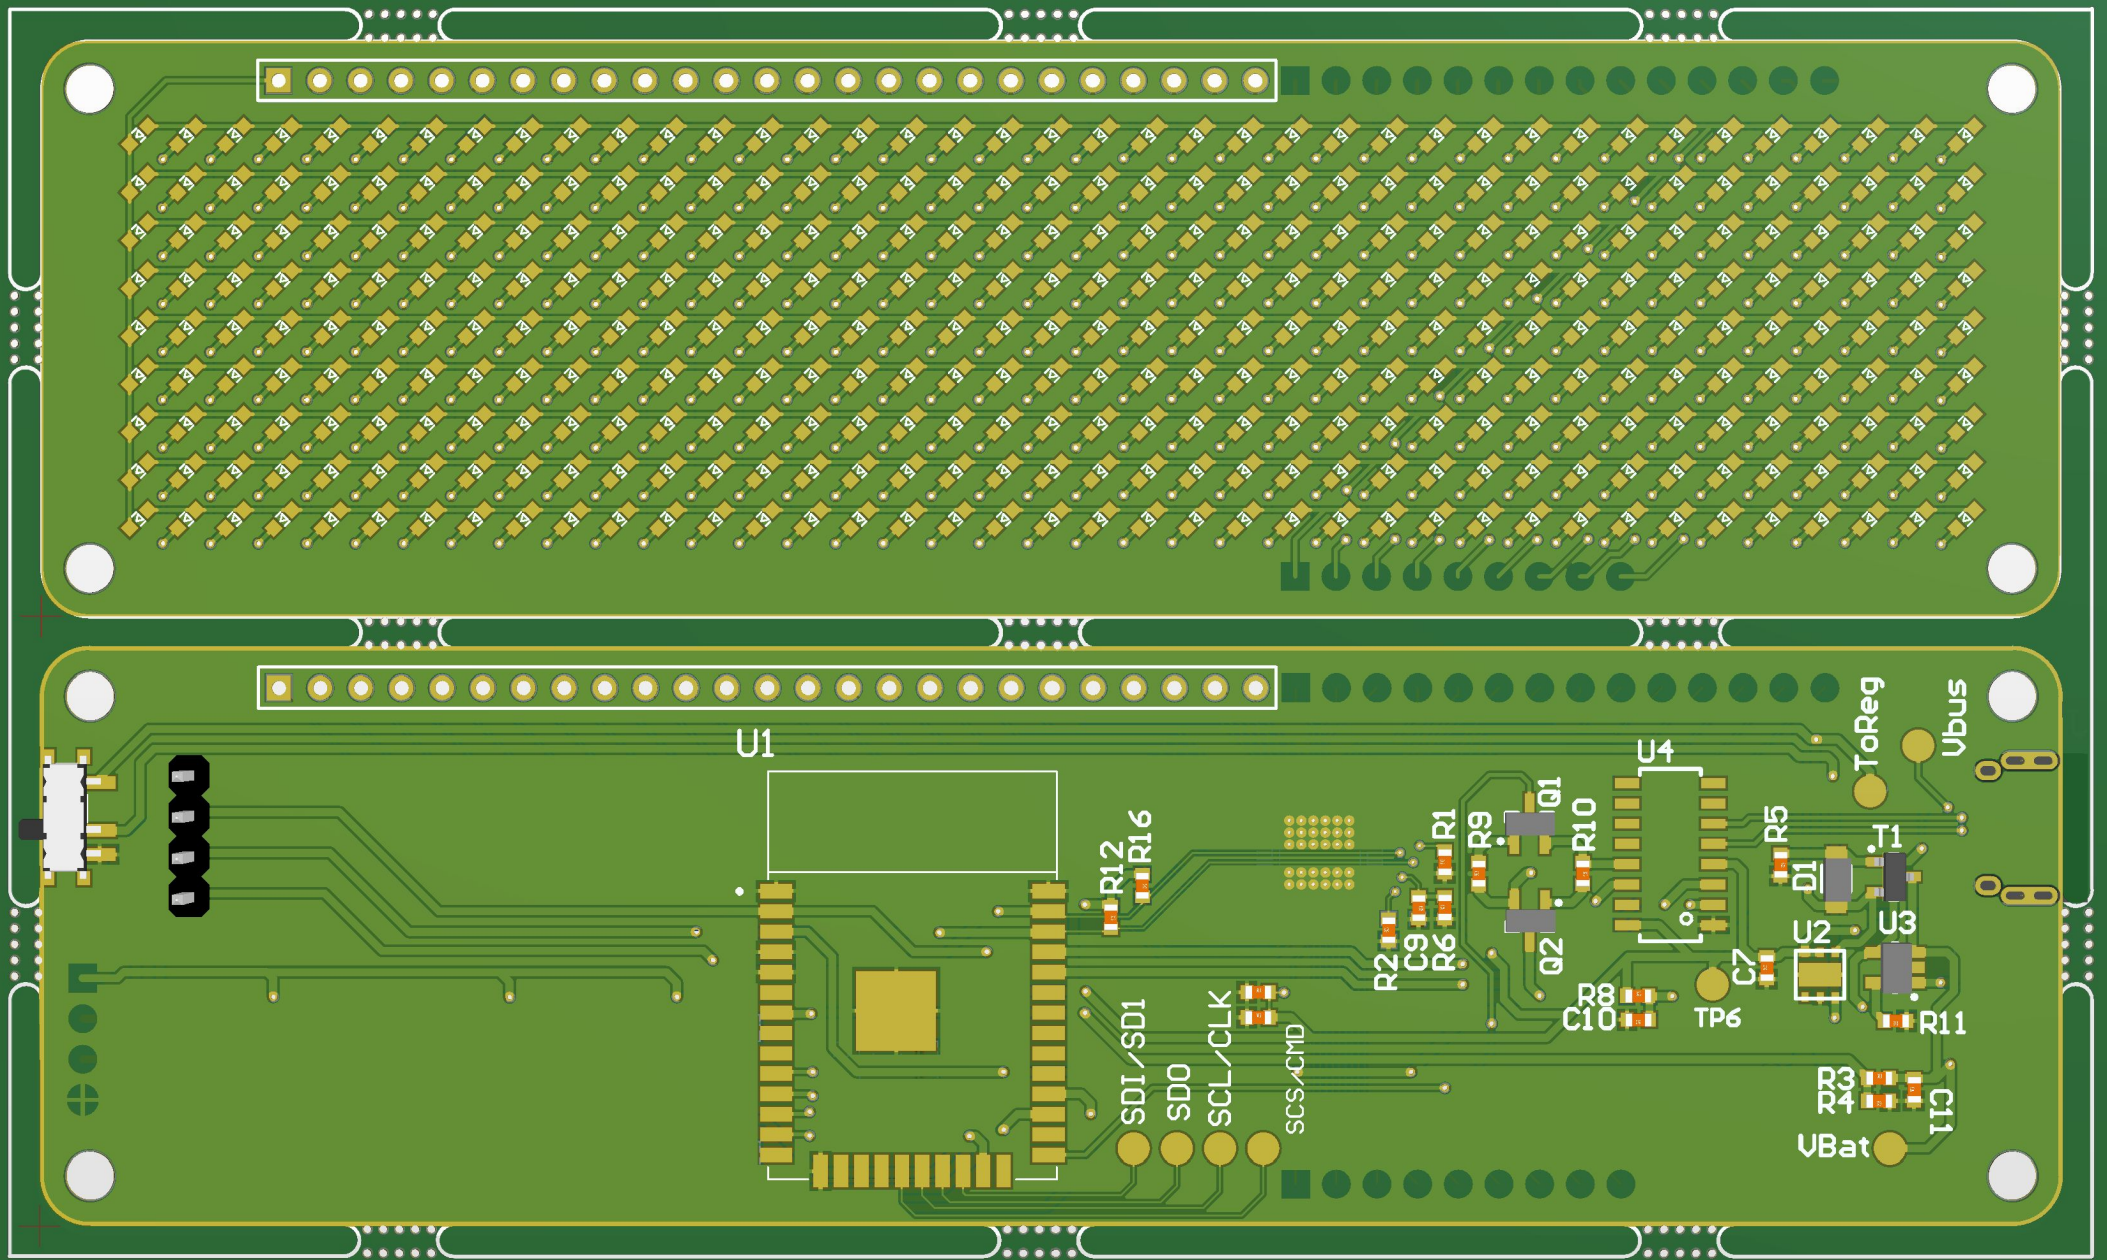 ToReg
Vbus
U1
U4
Q1
R1
R9
R10
R5
T1
R16
R12
D1
U3
U2
R2
C9
R6
Q2
C7
R8
C10
TP6
R11
SDI/SD1
SDO
SCL/CLK
SCS/CMD
R3
R4
C11
VBat